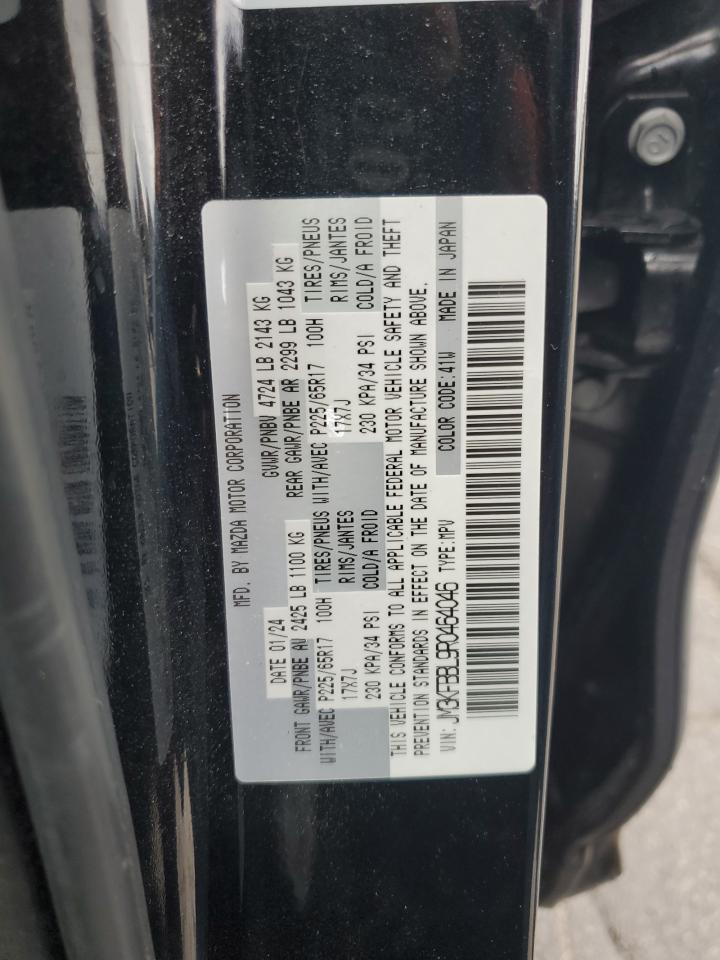 MFD. BY MAZDA MOTOR CORPORATION
DATE 01/24 GVWR/PNBV 4724 LB 2143 KG
FRONT GAWR/PNBE AV 2425 LB 1100 KG REAR GAWR/PNBE AR 2299 LB 1043 KG
WITH/AVEC P225/65R17 100H TIRES/PNEUS WITH/AVEC P225/65R17 100H TIRES/PNEUS
17X7J RIMS/JANTES 17X7J RIMS/JANTES
230 KPA/34 PSI COLD/A FROID 230 KPA/34 PSI COLD/A FROID
THIS VEHICLE CONFORMS TO ALL APPLICABLE FEDERAL MOTOR VEHICLE SAFETY AND THEFT
PREVENTION STANDARDS IN EFFECT ON THE DATE OF MANUFACTURE SHOWN ABOVE.
VIN: JM3KFBBL9R0464046 TYPE:MPV COLOR CODE:41W MADE IN JAPAN